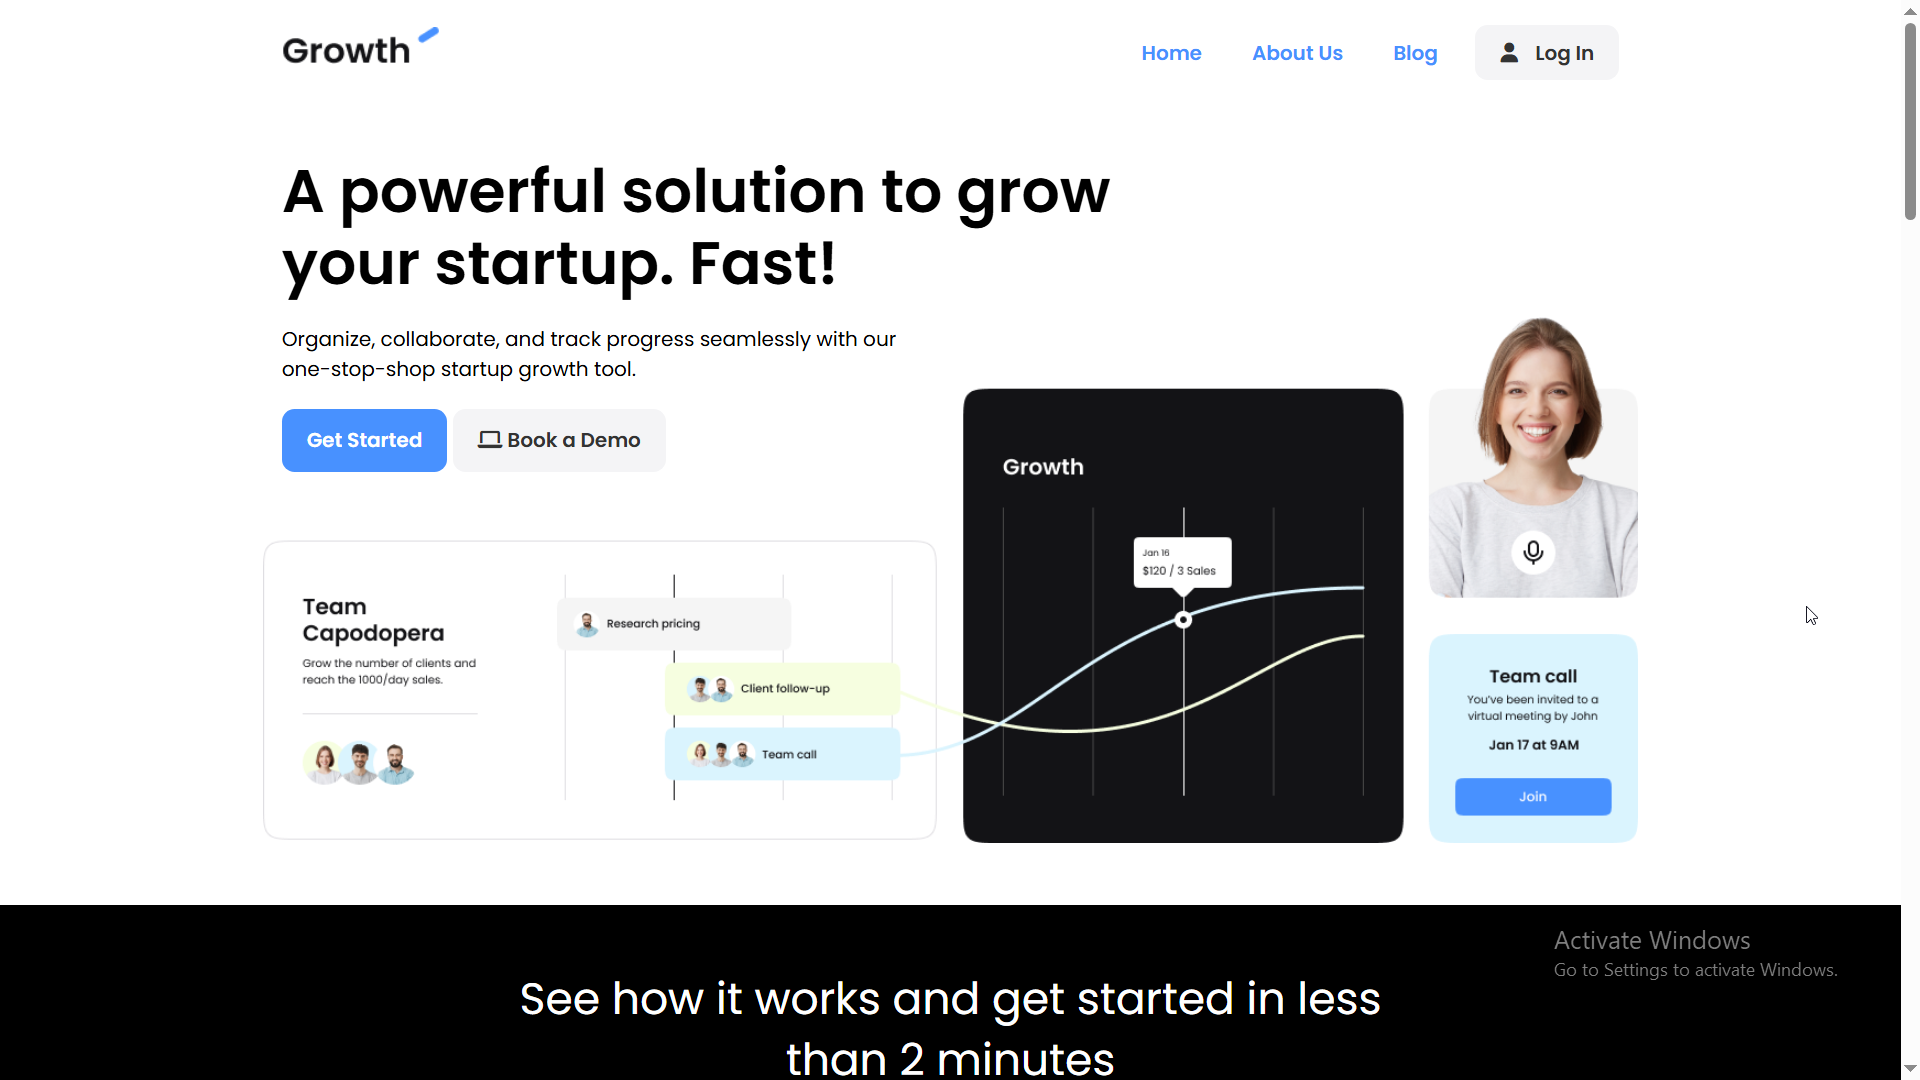 Growth
Home
About Us
Blog
Log In
A powerful solution to grow
your startup. Fast!
Organize, collaborate, and track progress seamlessly with our
one-stop-shop startup growth tool.
Get Started
Book a Demo
Team
Capodopera
Grow the number of clients and
reach the 1000/day sales.
Research pricing
Client follow-up
Team call
Growth
Jan 16
$120 / 3 Sales
Team call
You've been invited to a
virtual meeting by John
Jan 17 at 9AM
Join
Activate Windows
Go to Settings to activate Windows.
See how it works and get started in less
than 2 minutes